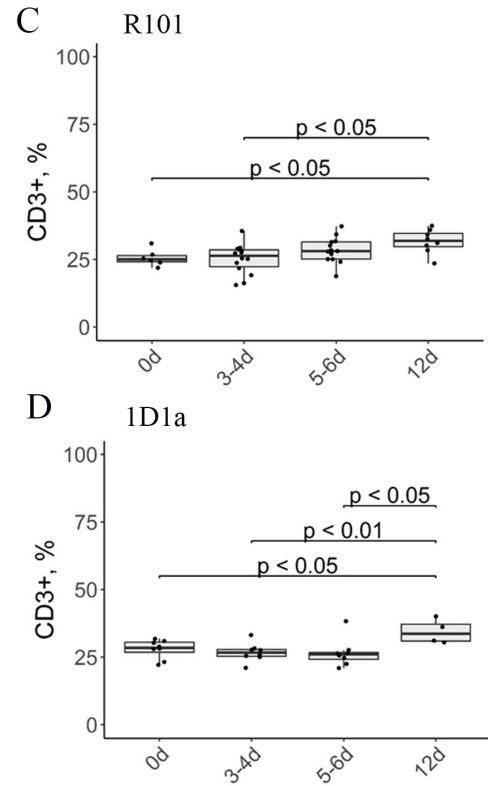 C R101
100
75
50
25
0
CD3+, %
p < 0.05
p < 0.05
0d 3-4d 5-6d 12d
D 1D1a
100
75
50
25
0
CD3+, %
p < 0.05
p < 0.01
p < 0.05
0d 3-4d 5-6d 12d